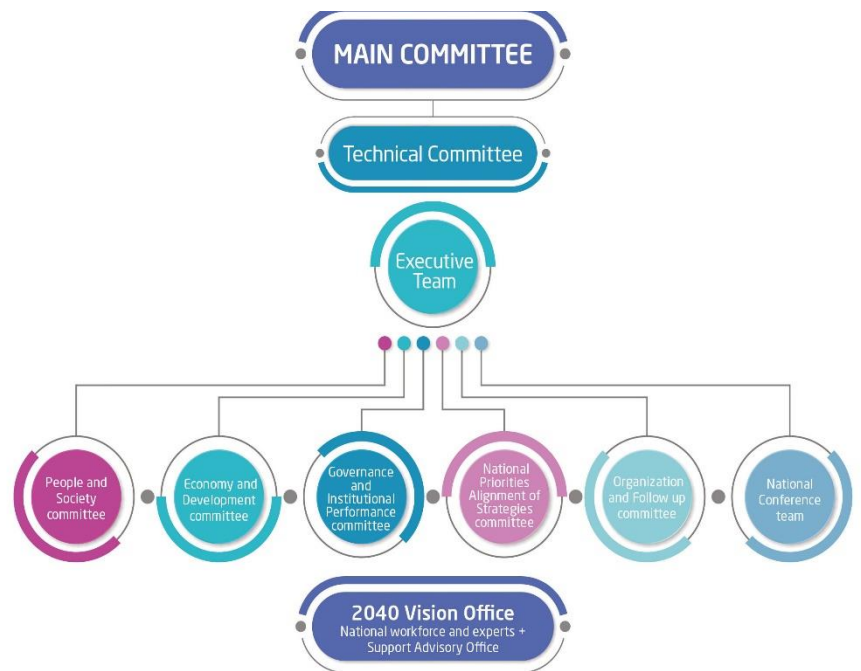 MAIN COMMITTEE
Technical Committee
Executive
Team
People and
Society
committee
Economy and
Development
committee
Governance
and
Institutional
Performance
committee
National
Priorities
Alignment of
Strategies
committee
Organization
and Follow up
committee
National
Conference
team
2040 Vision Office
National workforce and experts +
Support Advisory Office